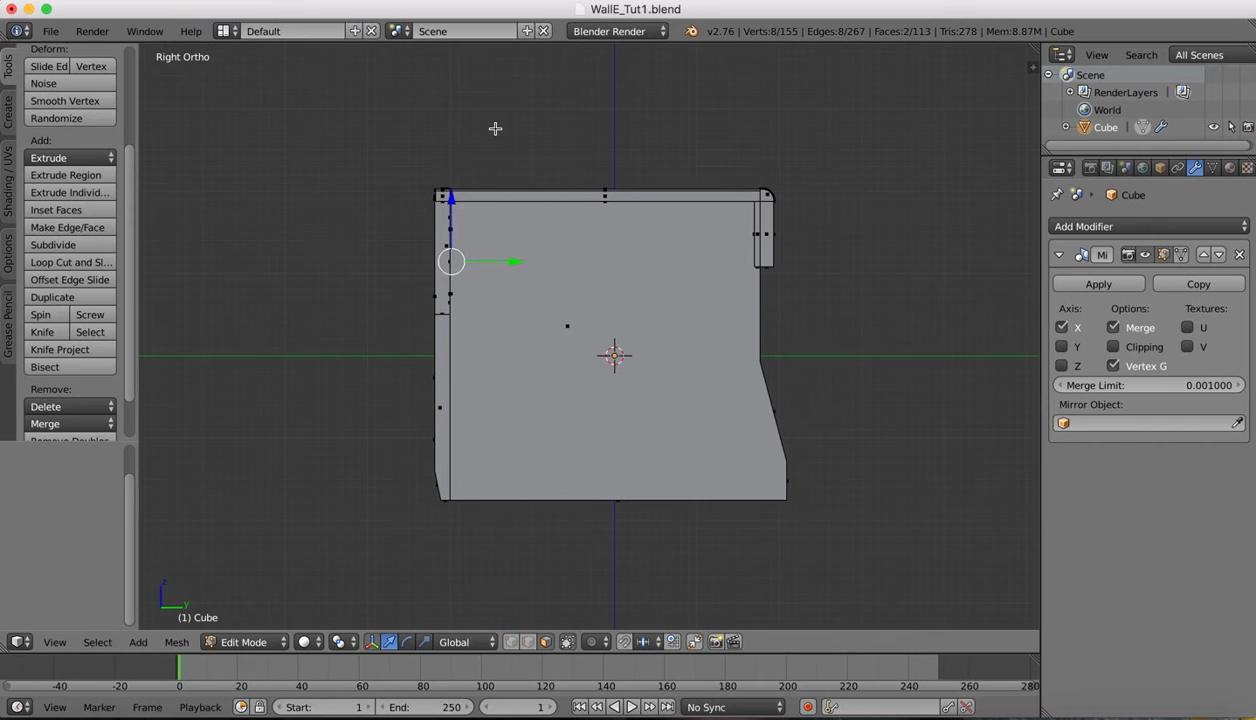 WallE_Tut1.blend
File Render Window Help Default Scene Blender Render v2.76 | Verts:8/155 | Edges:8/267 | Faces:2/113 | Tris:278 | Mem:8.87M | Cube
Tools
Create
Shading / UVs
Options
Grease Pencil
Deform:
Slide Ed Vertex
Noise
Smooth Vertex
Randomize
Add:
Extrude
Extrude Region
Extrude Individ...
Inset Faces
Make Edge/Face
Subdivide
Loop Cut and Sl...
Offset Edge Slide
Duplicate
Spin Screw
Knife Select
Knife Project
Bisect
Remove:
Delete
Merge
Remove Doubles
Right Ortho
z
y
(1) Cube
View Search All Scenes
Scene
RenderLayers
World
Cube
Cube
Add Modifier
Mi
Apply Copy
Axis: Options: Textures:
X Merge U
Y Clipping V
Z Vertex G
Merge Limit: 0.001000
Mirror Object:
View Select Add Mesh Edit Mode Global
-40 -20 0 20 40 60 80 100 120 140 160 180 200 220 240 260 280
View Marker Frame Playback Start: 1 End: 250 1 No Sync